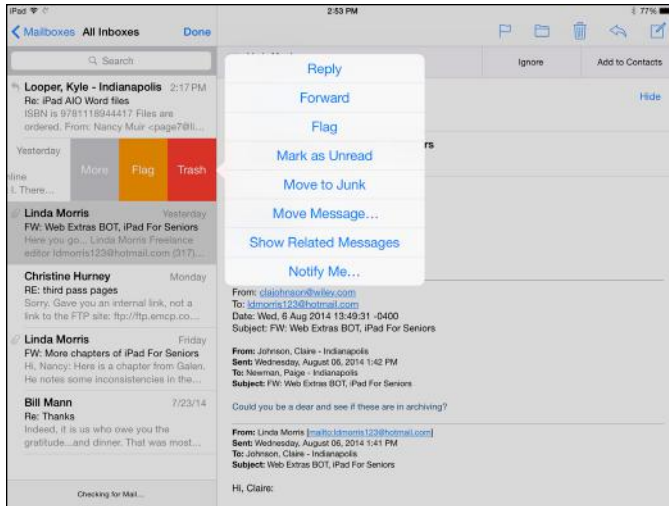 iPad
2:53 PM
77%
Mailboxes All Inboxes Done
Search
Looper, Kyle - Indianapolis 2:17 PM
Re: iPad AIO Word files
ISBN is 9781118944417 Files are
ordered. From: Nancy Muir <page7@li...
Yesterday
nline
I. There...
More Flag Trash
Linda Morris Yesterday
FW: Web Extras BOT, iPad For Seniors
Here you go... Linda Morris Freelance
editor ldmorris123@hotmail.com (317)...
Christine Hurney Monday
RE: third pass pages
Sorry. Gave you an internal link, not a
link to the FTP site: ftp://ftp.emcp.co...
Linda Morris Friday
FW: More chapters of iPad For Seniors
Hi, Nancy: Here is a chapter from Galen.
He notes some inconsistencies in the...
Bill Mann 7/23/14
Re: Thanks
Indeed, it is us who owe you the
gratitude...and dinner. That was most...
Checking for Mail...
Reply
Forward
Flag
Mark as Unread
Move to Junk
Move Message...
Show Related Messages
Notify Me...
Ignore Add to Contacts
Hide
rs
From: clajohnson@wiley.com
To: ldmorris123@hotmail.com
Date: Wed, 6 Aug 2014 13:49:31 -0400
Subject: FW: Web Extras BOT, iPad For Seniors
From: Johnson, Claire - Indianapolis
Sent: Wednesday, August 06, 2014 1:42 PM
To: Newman, Paige - Indianapolis
Subject: FW: Web Extras BOT, iPad For Seniors
Could you be a dear and see if these are in archiving?
From: Linda Morris [mailto:ldmorris123@hotmail.com]
Sent: Wednesday, August 06, 2014 1:41 PM
To: Johnson, Claire - Indianapolis
Subject: Web Extras BOT, iPad For Seniors
Hi, Claire: